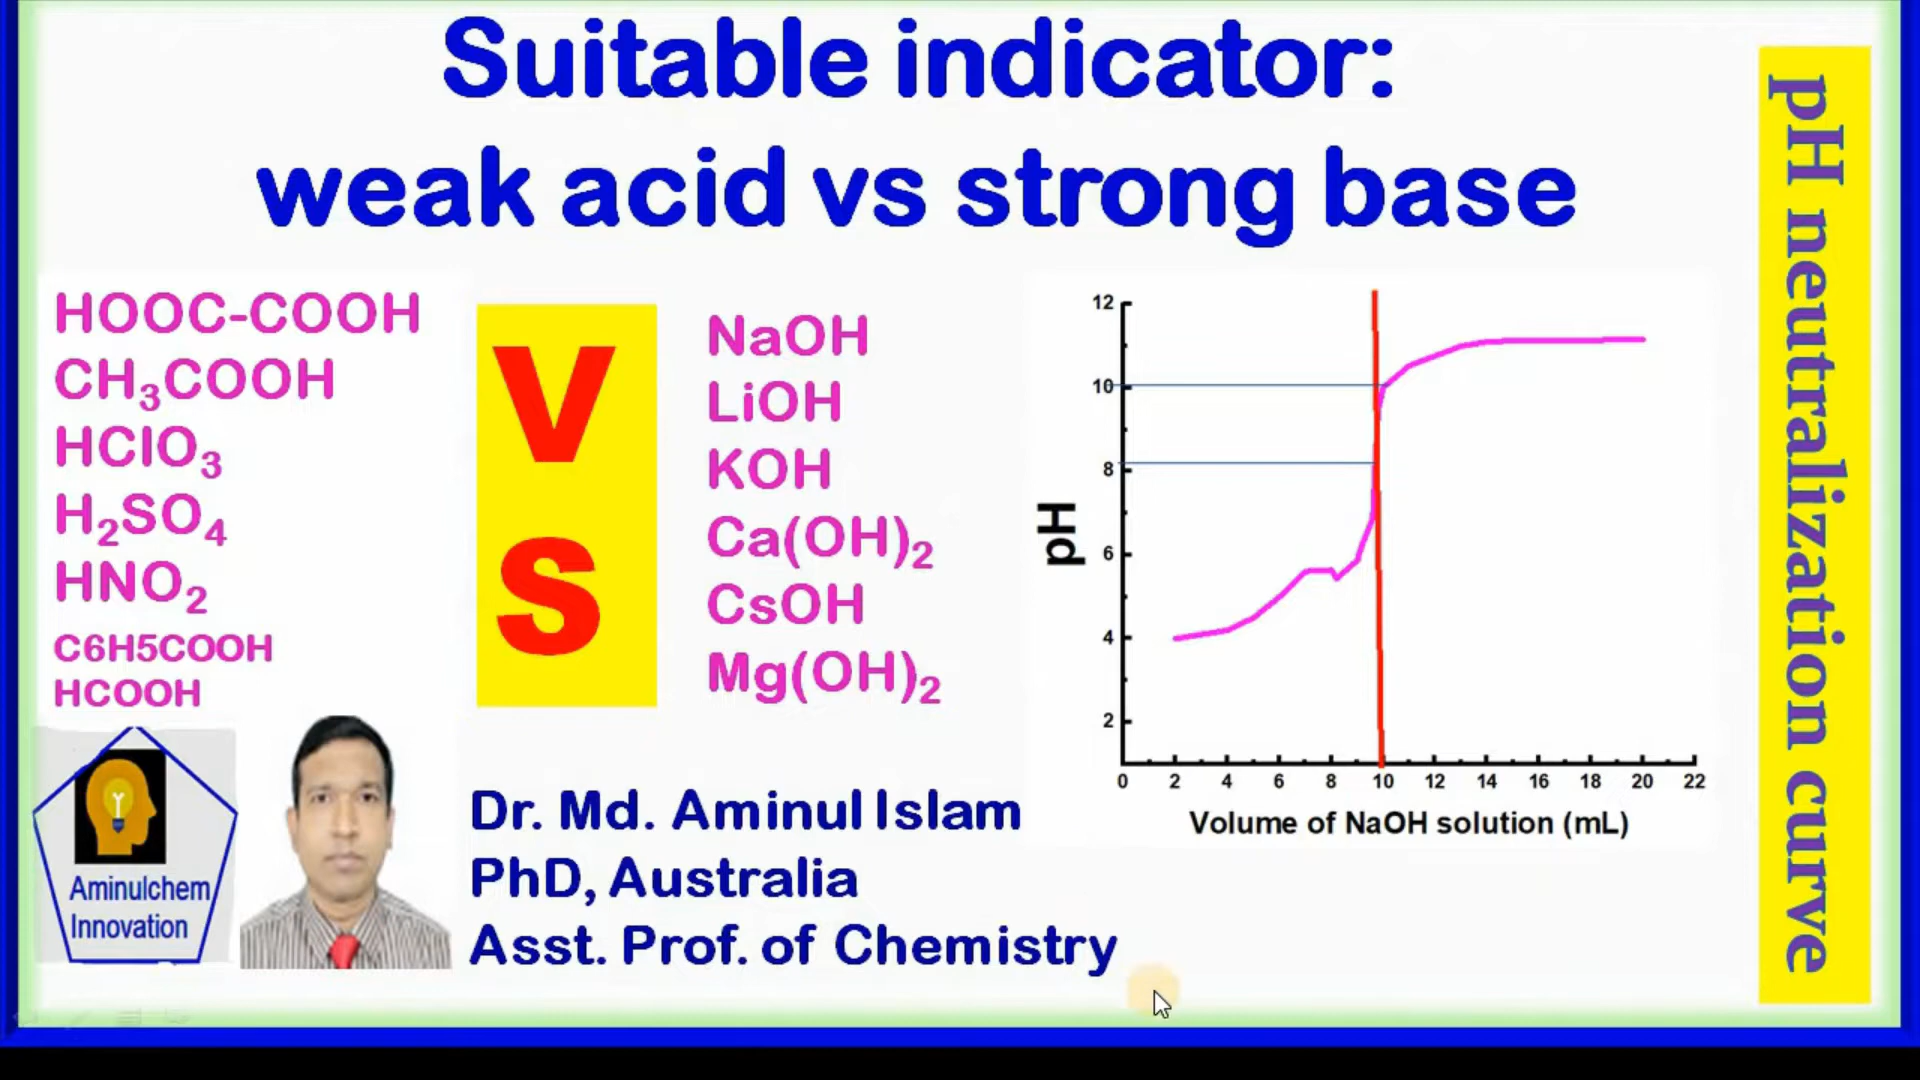 Suitable indicator:
weak acid vs strong base
HOOC-COOH
CH₃COOH
HClO₃
H₂SO₄
HNO₂
C6H5COOH
HCOOH
V
S
NaOH
LiOH
KOH
Ca(OH)₂
CsOH
Mg(OH)₂
12
10
8
6
4
2
pH
0 2 4 6 8 10 12 14 16 18 20 22
Volume of NaOH solution (mL)
pH neutralization curve
Aminulchem
Innovation
Dr. Md. Aminul Islam
PhD, Australia
Asst. Prof. of Chemistry